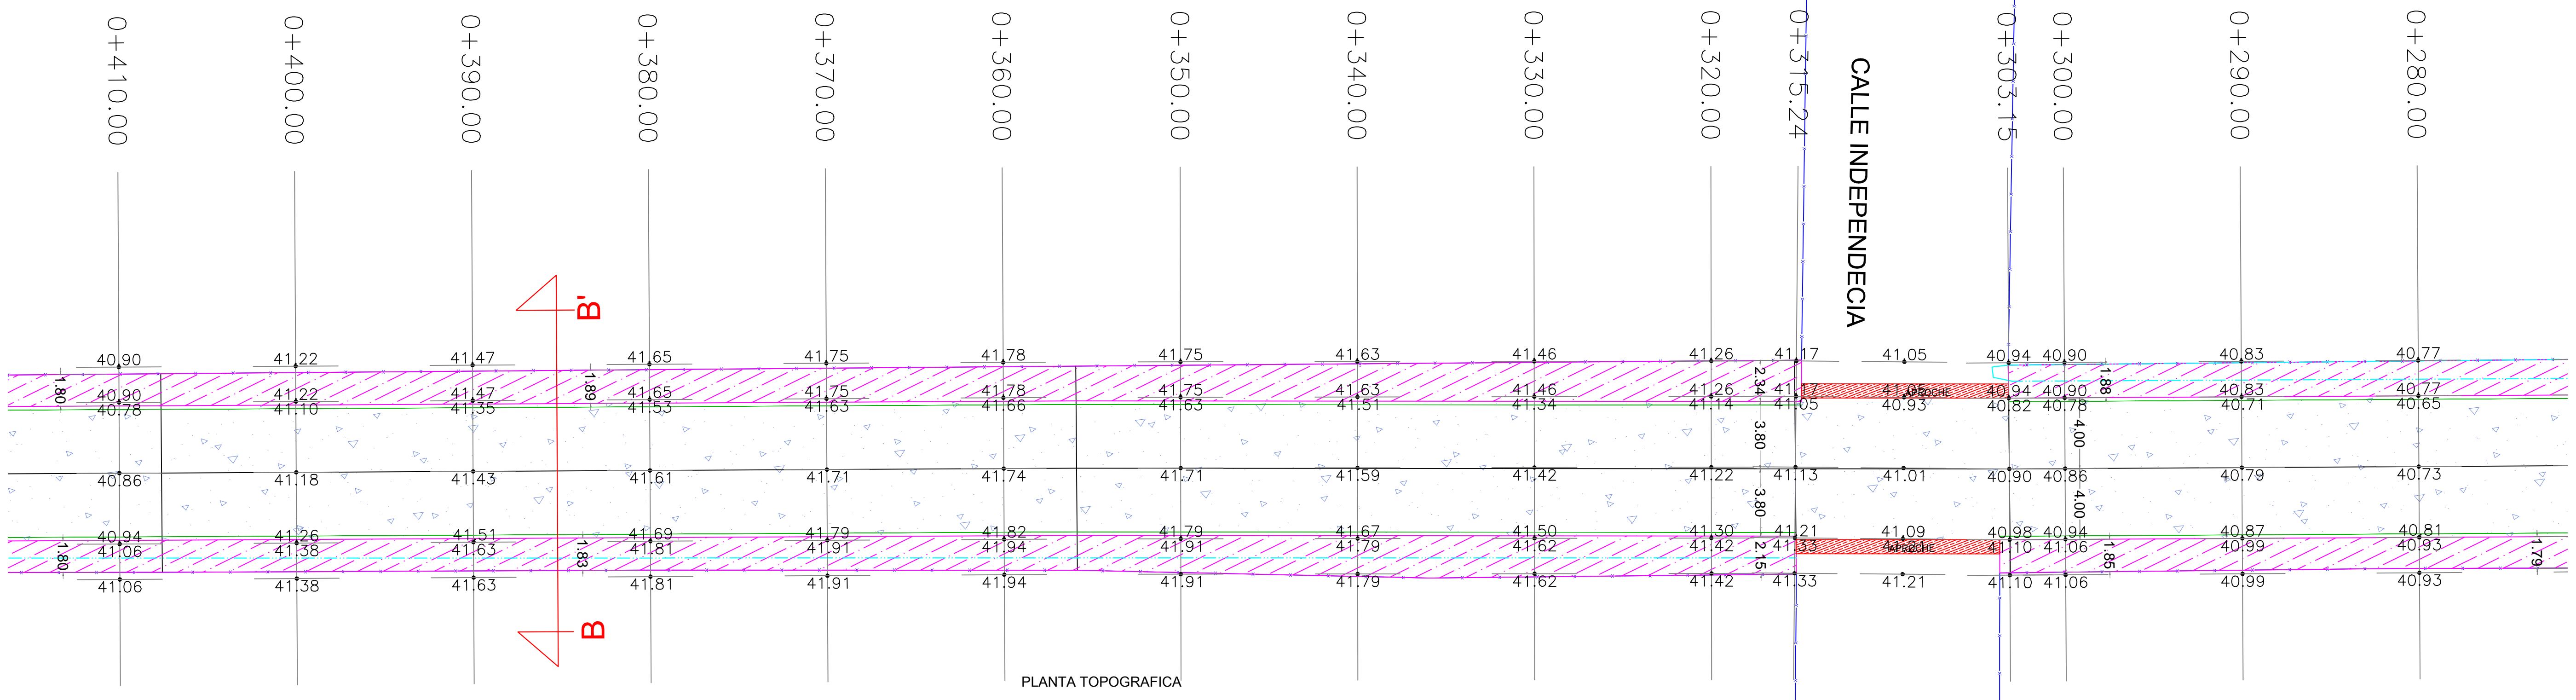 0+410.00 0+400.00 0+390.00 0+380.00 0+370.00 0+360.00 0+350.00 0+340.00 0+330.00 0+320.00 0+315.24 0+303.15 0+300.00 0+290.00 0+280.00
CALLE INDEPENDECIA
B'
40.90 41.22 41.47 41.65 41.75 41.78 41.75 41.63 41.46 41.26 41.17 41.05 40.94 40.90 40.83 40.77
1.80 1.89 2.34 1.88
40.90 41.22 41.47 41.65 41.75 41.78 41.75 41.63 41.46 41.26 41.17 41.05 APROCHE 40.94 40.90 40.83 40.77
40.78 41.10 41.35 41.53 41.63 41.66 41.63 41.51 41.34 41.14 41.05 40.93 40.82 40.78 40.71 40.65
3.80 4.00
40.86 41.18 41.43 41.61 41.71 41.74 41.71 41.59 41.42 41.22 41.13 41.01 40.90 40.86 40.79 40.73
3.80 4.00
40.94 41.26 41.51 41.69 41.79 41.82 41.79 41.67 41.50 41.30 41.21 41.09 40.98 40.94 40.87 40.81
41.06 41.38 41.63 41.81 41.91 41.94 41.91 41.79 41.62 41.42 41.33 APROCHE 41.10 41.06 40.99 40.93
1.80 1.83 2.15 1.85 1.79
41.06 41.38 41.63 41.81 41.91 41.94 41.91 41.79 41.62 41.42 41.33 41.21 41.10 41.06 40.99 40.93
B
PLANTA TOPOGRAFICA